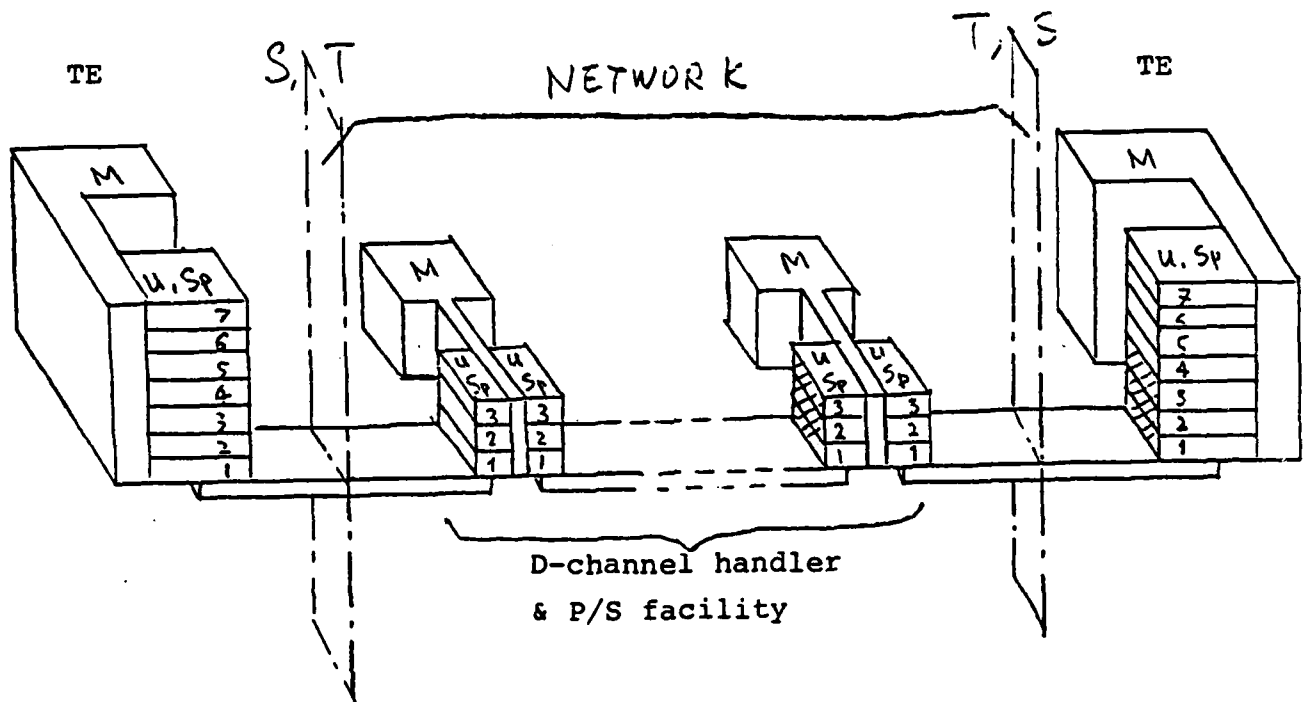 TE
S, T
NETWORK
T, S
TE
M
U, Sp
7
6
5
4
3
2
1
M
U Sp
U Sp
3 3
2 2
1 1
M
U Sp
U Sp
3 3
2 2
1 1
M
U, Sp
7
6
5
4
3
2
1
D-channel handler
& P/S facility